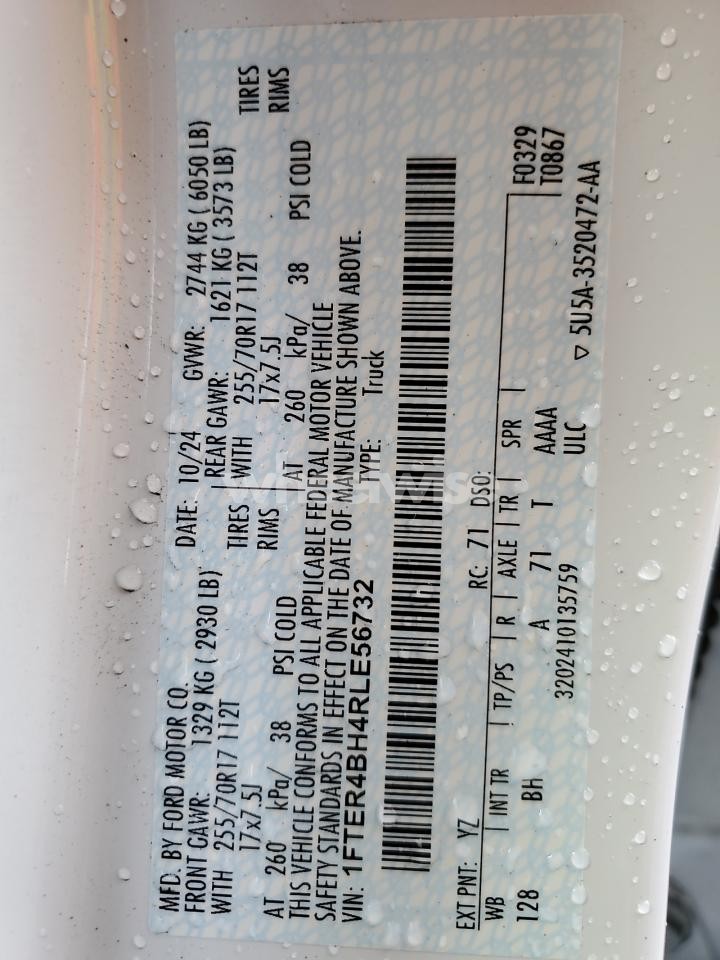 MFD. BY FORD MOTOR CO. DATE: 10/24 GVWR: 2744 KG ( 6050 LB)
FRONT GAWR: 1329 KG ( 2930 LB) REAR GAWR: 1621 KG ( 3573 LB)
WITH 255/70R17 112T TIRES WITH 255/70R17 112T TIRES
17x7.5J RIMS 17x7.5J RIMS
AT 260 kPa/ 38 PSI COLD AT 260 kPa/ 38 PSI COLD
THIS VEHICLE CONFORMS TO ALL APPLICABLE FEDERAL MOTOR VEHICLE
SAFETY STANDARDS IN EFFECT ON THE DATE OF MANUFACTURE SHOWN ABOVE.
VIN: 1FTER4BH4RLE56732 TYPE: Truck
EXT PNT: YZ RC: 71 DSO: F0329
WB INT TR TP/PS R AXLE TR SPR T0867
128 BH A 71 T AAAA
3202410135759 ULC ▽ 5U5A-3520472-AA